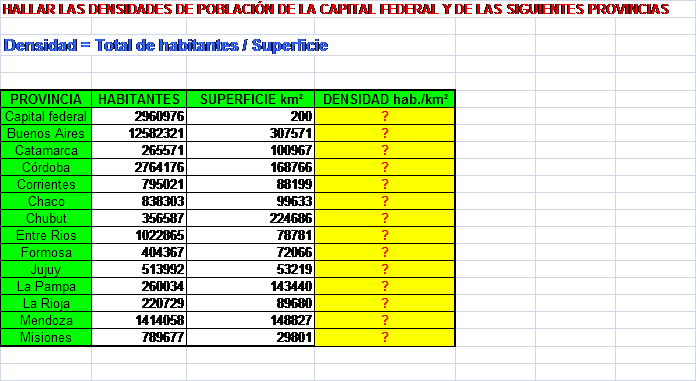 HALLAR LAS DENSIDADES DE POBLACIÓN DE LA CAPITAL FEDERAL Y DE LAS SIGUIENTES PROVINCIAS
Densidad = Total de habitantes / Superficie
PROVINCIA HABITANTES SUPERFICIE km² DENSIDAD hab./km²
Capital federal 2960976 200 ?
Buenos Aires 12582321 307571 ?
Catamarca 265571 100967 ?
Córdoba 2764176 168766 ?
Corrientes 795021 88199 ?
Chaco 838303 99633 ?
Chubut 356587 224686 ?
Entre Rios 1022865 78781 ?
Formosa 404367 72066 ?
Jujuy 513992 53219 ?
La Pampa 260034 143440 ?
La Rioja 220729 89680 ?
Mendoza 1414058 148827 ?
Misiones 789677 29801 ?